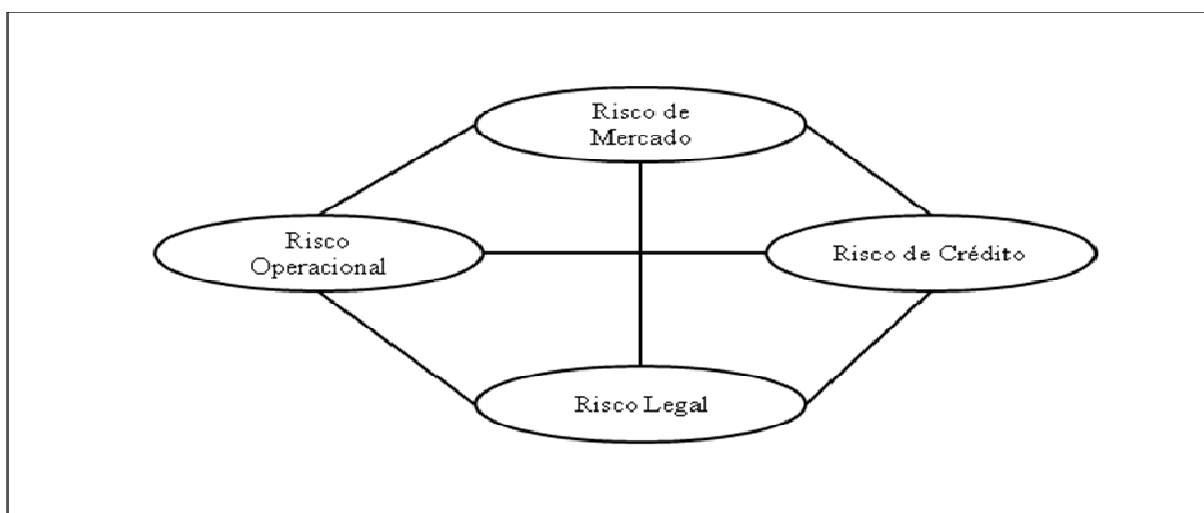 Risco de
Mercado
Risco
Operacional
Risco de Crédito
Risco Legal